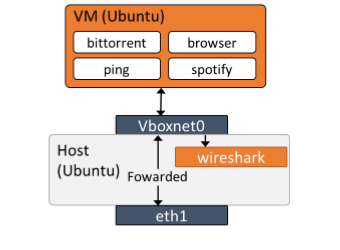 VM (Ubuntu)
bittorrent
browser
ping
spotify
Vboxnet0
Host
(Ubuntu)
wireshark
Fowarded
eth1